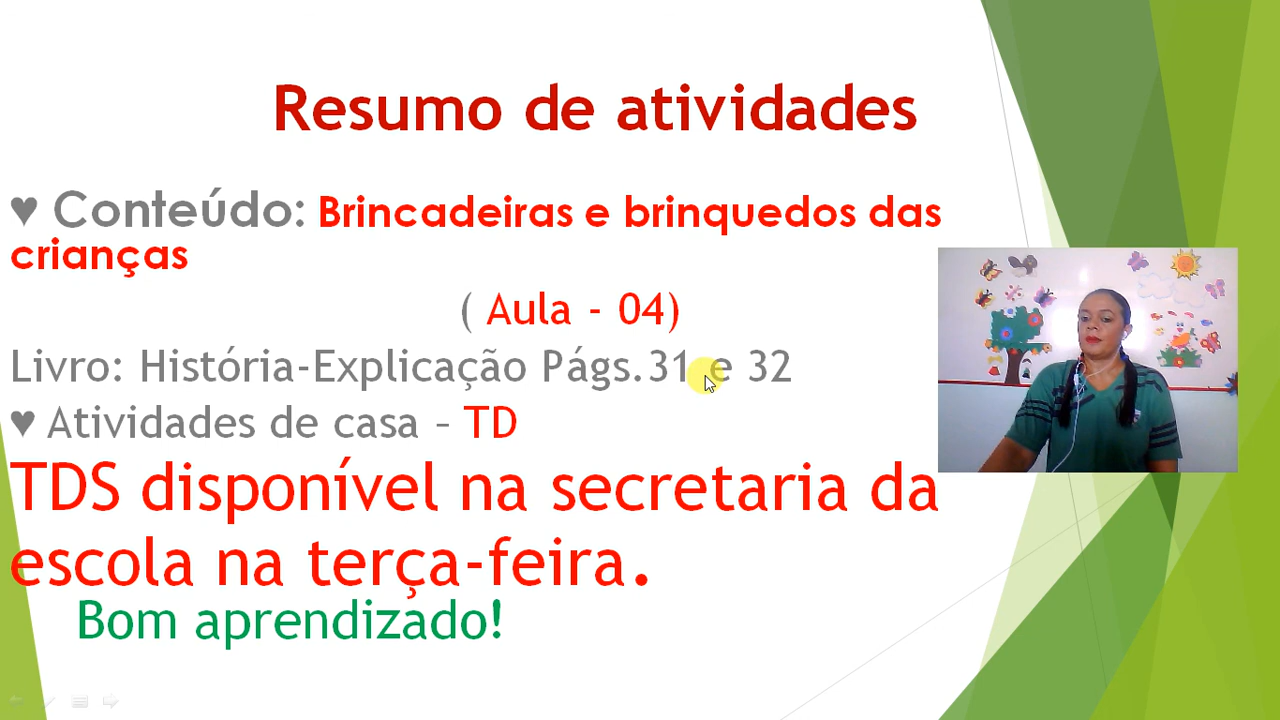 Resumo de atividades
♥ Conteúdo: Brincadeiras e brinquedos das
crianças
( Aula - 04)
Livro: História-Explicação Págs.31 e 32
♥ Atividades de casa – TD
TDS disponível na secretaria da
escola na terça-feira.
Bom aprendizado!